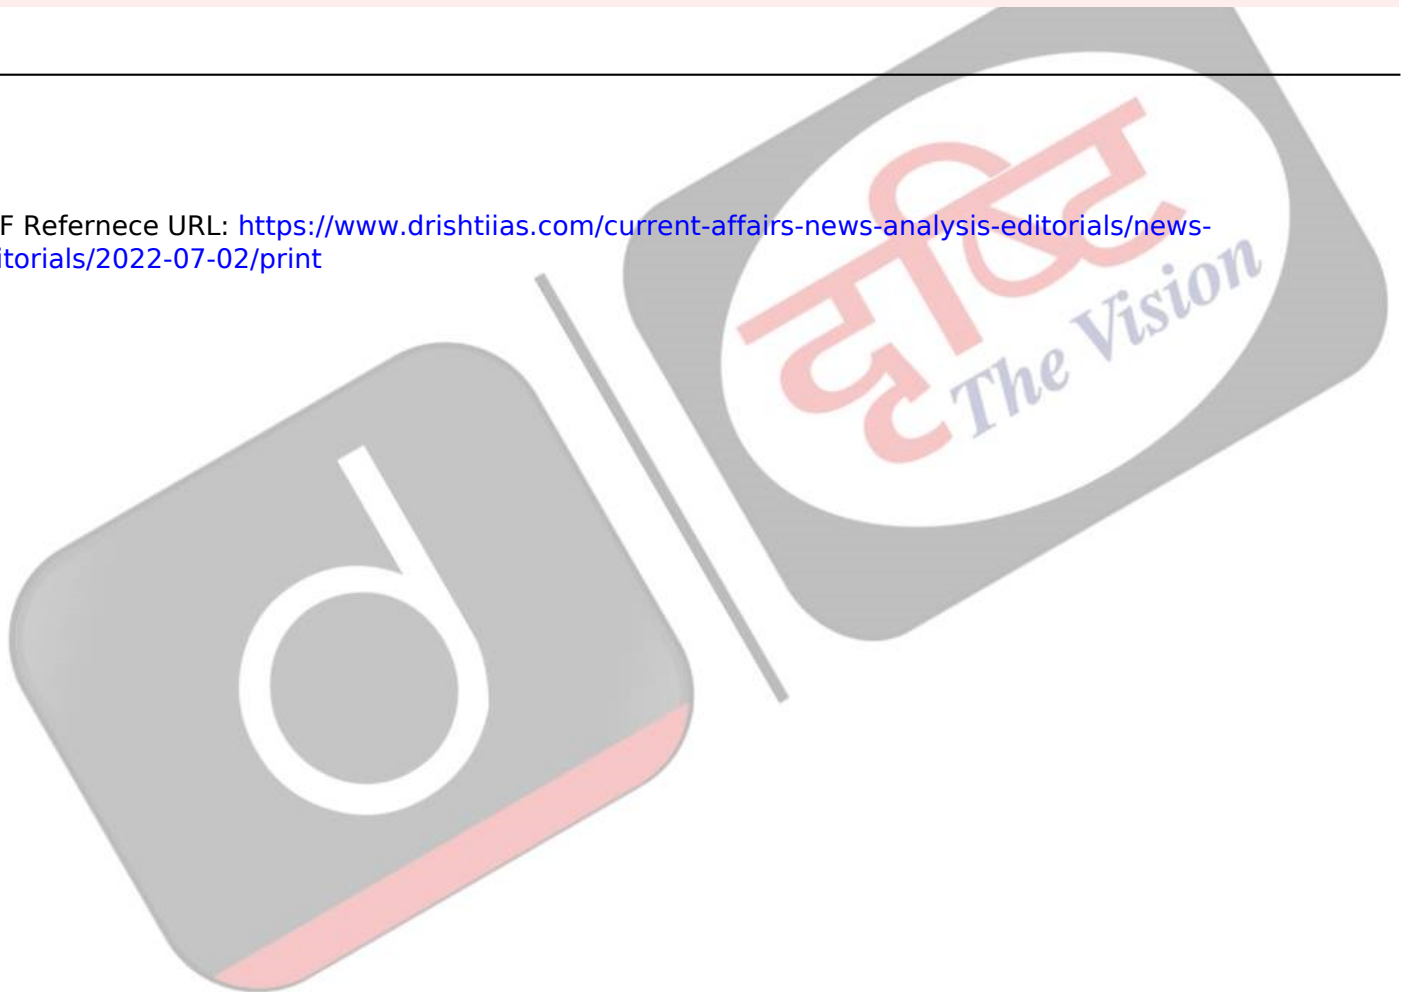 F Refernece URL: https://www.drishtiias.com/current-affairs-news-analysis-editorials/news-
itorials/2022-07-02/print
दृष्टि
The Vision
d